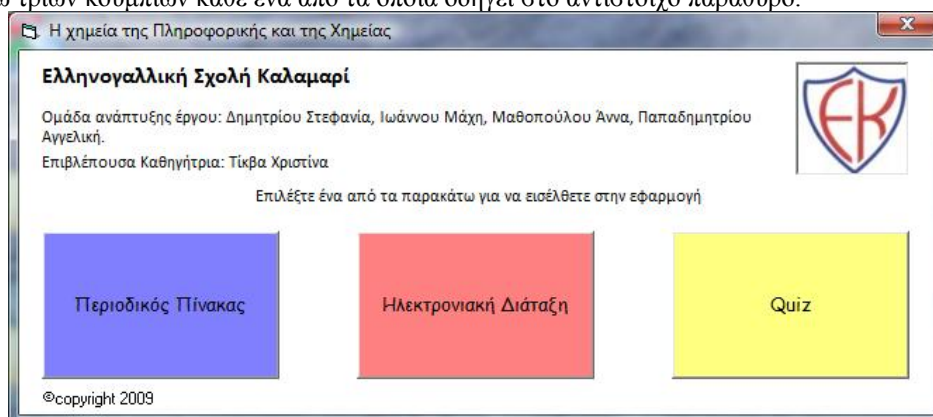 τριών κουμπιών κάθε ένα από τα οποία οδηγεί στο αντίστοιχο παράθυρο.
Η χημεία της Πληροφορικής και της Χημείας
Ελληνογαλλική Σχολή Καλαμαρί
Ομάδα ανάπτυξης έργου: Δημητρίου Στεφανία, Ιωάννου Μάχη, Μαθοπούλου Άννα, Παπαδημητρίου
Αγγελική.
Επιβλέπουσα Καθηγήτρια: Τίκβα Χριστίνα
ΕΚ
Επιλέξτε ένα από τα παρακάτω για να εισέλθετε στην εφαρμογή
Περιοδικός Πίνακας
Ηλεκτρονιακή Διάταξη
Quiz
©copyright 2009